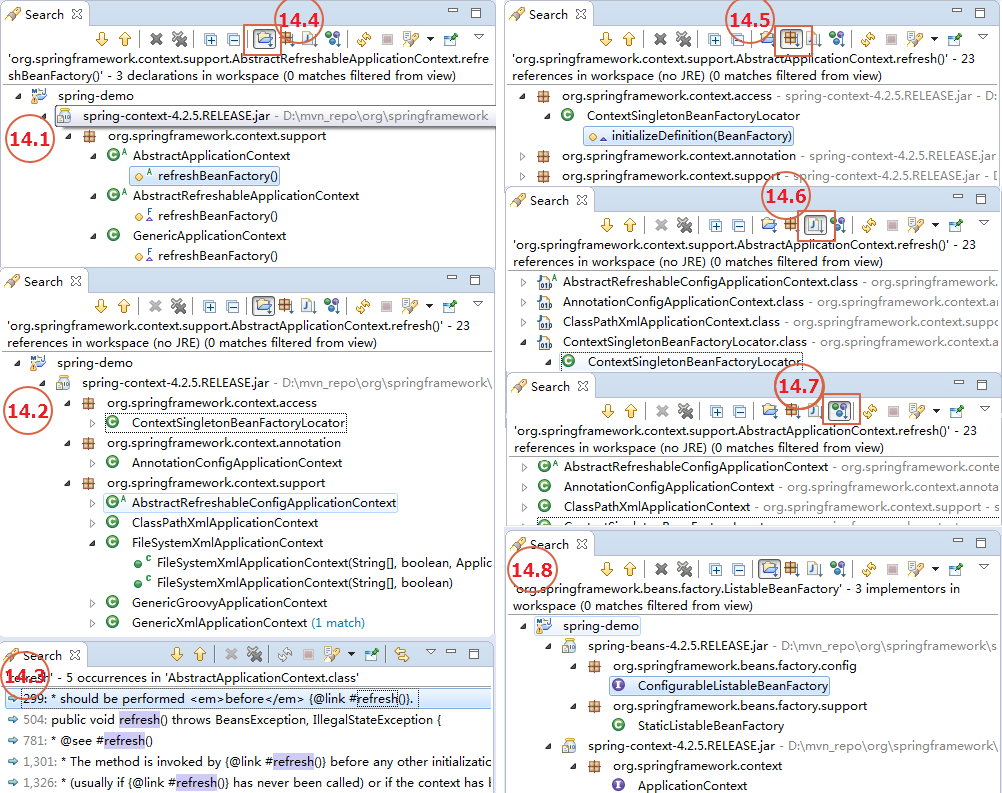 Search
14.4
'org.springframework.context.support.AbstractRefreshableApplicationContext.refre
shBeanFactory()' - 3 declarations in workspace (0 matches filtered from view)
spring-demo
spring-context-4.2.5.RELEASE.jar - D:\mvn_repo\org\springframework
14.1
org.springframework.context.support
AbstractApplicationContext
refreshBeanFactory()
AbstractRefreshableApplicationContext
refreshBeanFactory()
GenericApplicationContext
refreshBeanFactory()
Search
'org.springframework.context.support.AbstractApplicationContext.refresh()' - 23
references in workspace (no JRE) (0 matches filtered from view)
spring-demo
spring-context-4.2.5.RELEASE.jar - D:\mvn_repo\org\springframework\
14.2
org.springframework.context.access
ContextSingletonBeanFactoryLocator
org.springframework.context.annotation
AnnotationConfigApplicationContext
org.springframework.context.support
AbstractRefreshableConfigApplicationContext
ClassPathXmlApplicationContext
FileSystemXmlApplicationContext
FileSystemXmlApplicationContext(String[], boolean, Applic
FileSystemXmlApplicationContext(String[], boolean)
GenericGroovyApplicationContext
GenericXmlApplicationContext (1 match)
Search
14.3
'refresh' - 5 occurrences in 'AbstractApplicationContext.class'
299: * should be performed <em>before</em> {@link #refresh()}.
504: public void refresh() throws BeansException, IllegalStateException {
781: * @see #refresh()
1,301: * The method is invoked by {@link #refresh()} before any other initializatio
1,326: * (usually if {@link #refresh()} has never been called) or if the context has b
Search
14.5
'org.springframework.context.support.AbstractApplicationContext.refresh()' - 23
references in workspace (no JRE) (0 matches filtered from view)
org.springframework.context.access - spring-context-4.2.5.RELEASE.jar - D:
ContextSingletonBeanFactoryLocator
initializeDefinition(BeanFactory)
org.springframework.context.annotation - spring-context-4.2.5.RELEASE.jar
org.springframework.context.support - spring-context-4.2.5.RELEASE.jar - D
Search
14.6
'org.springframework.context.support.AbstractApplicationContext.refresh()' - 23
references in workspace (no JRE) (0 matches filtered from view)
AbstractRefreshableConfigApplicationContext.class - org.springframework.
AnnotationConfigApplicationContext.class - org.springframework.context.an
ClassPathXmlApplicationContext.class - org.springframework.context.suppo
ContextSingletonBeanFactoryLocator.class - org.springframework.context.a
ContextSingletonBeanFactoryLocator
Search
14.7
'org.springframework.context.support.AbstractApplicationContext.refresh()' - 23
references in workspace (no JRE) (0 matches filtered from view)
AbstractRefreshableConfigApplicationContext - org.springframework.conte
AnnotationConfigApplicationContext - org.springframework.context.annota
ClassPathXmlApplicationContext - org.springframework.context.support - s
Search
14.8
'org.springframework.beans.factory.ListableBeanFactory' - 3 implementors in
workspace (0 matches filtered from view)
spring-demo
spring-beans-4.2.5.RELEASE.jar - D:\mvn_repo\org\springframework\s
org.springframework.beans.factory.config
ConfigurableListableBeanFactory
org.springframework.beans.factory.support
StaticListableBeanFactory
spring-context-4.2.5.RELEASE.jar - D:\mvn_repo\org\springframework\
org.springframework.context
ApplicationContext